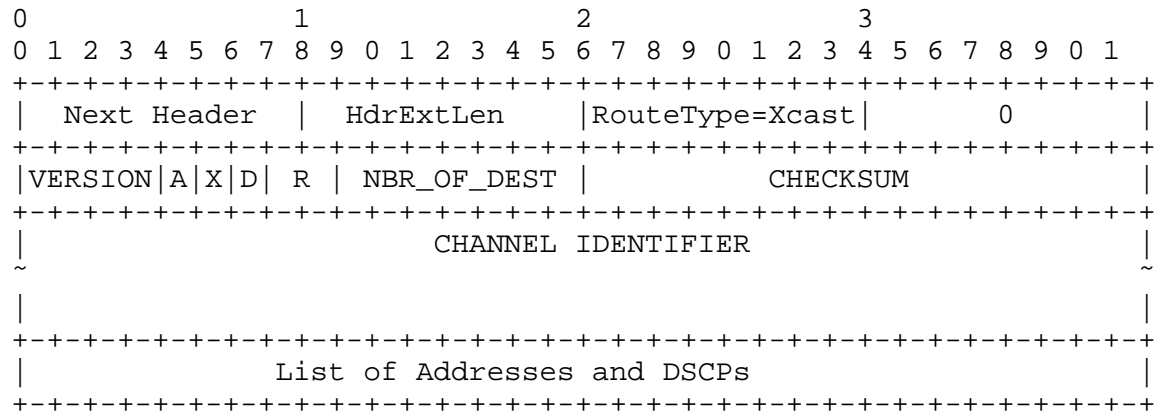 0                   1                   2                   3
0 1 2 3 4 5 6 7 8 9 0 1 2 3 4 5 6 7 8 9 0 1 2 3 4 5 6 7 8 9 0 1
+-+-+-+-+-+-+-+-+-+-+-+-+-+-+-+-+-+-+-+-+-+-+-+-+-+-+-+-+-+-+-+-+
|  Next Header  |  HdrExtLen    |RouteType=Xcast|       0       |
+-+-+-+-+-+-+-+-+-+-+-+-+-+-+-+-+-+-+-+-+-+-+-+-+-+-+-+-+-+-+-+-+
|VERSION|A|X|D| R | NBR_OF_DEST |          CHECKSUM             |
+-+-+-+-+-+-+-+-+-+-+-+-+-+-+-+-+-+-+-+-+-+-+-+-+-+-+-+-+-+-+-+-+
|                       CHANNEL IDENTIFIER                      |
~                                                               ~
|                                                               |
+-+-+-+-+-+-+-+-+-+-+-+-+-+-+-+-+-+-+-+-+-+-+-+-+-+-+-+-+-+-+-+-+
|              List of Addresses and DSCPs                      |
+-+-+-+-+-+-+-+-+-+-+-+-+-+-+-+-+-+-+-+-+-+-+-+-+-+-+-+-+-+-+-+-+